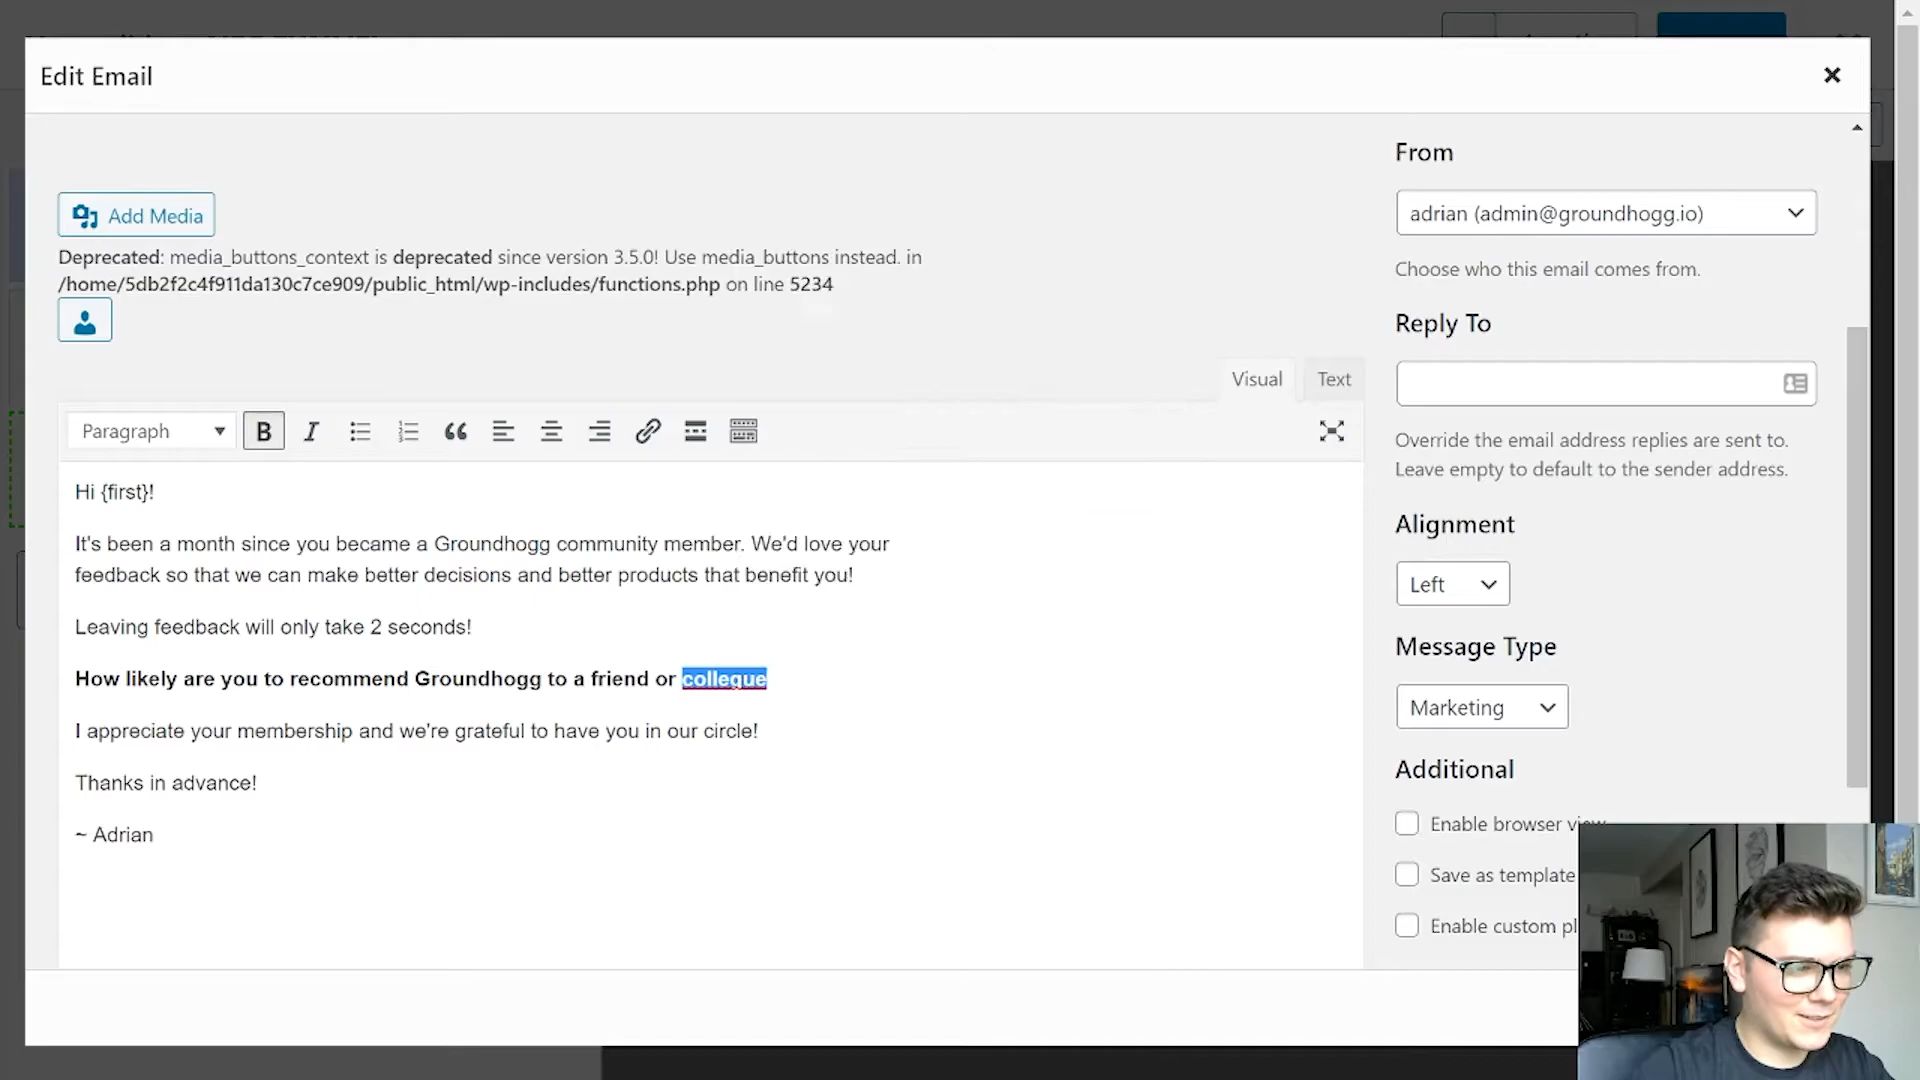 Edit Email
Add Media
Deprecated: media_buttons_context is deprecated since version 3.5.0! Use media_buttons instead. in
/home/5db2f2c4f911da130c7ce909/public_html/wp-includes/functions.php on line 5234
Visual Text
Paragraph B I
Hi {first}!
It's been a month since you became a Groundhogg community member. We'd love your
feedback so that we can make better decisions and better products that benefit you!
Leaving feedback will only take 2 seconds!
How likely are you to recommend Groundhogg to a friend or collegue
I appreciate your membership and we're grateful to have you in our circle!
Thanks in advance!
~ Adrian
From
adrian (admin@groundhogg.io)
Choose who this email comes from.
Reply To
Override the email address replies are sent to.
Leave empty to default to the sender address.
Alignment
Left
Message Type
Marketing
Additional
Enable browser view
Save as template
Enable custom pl